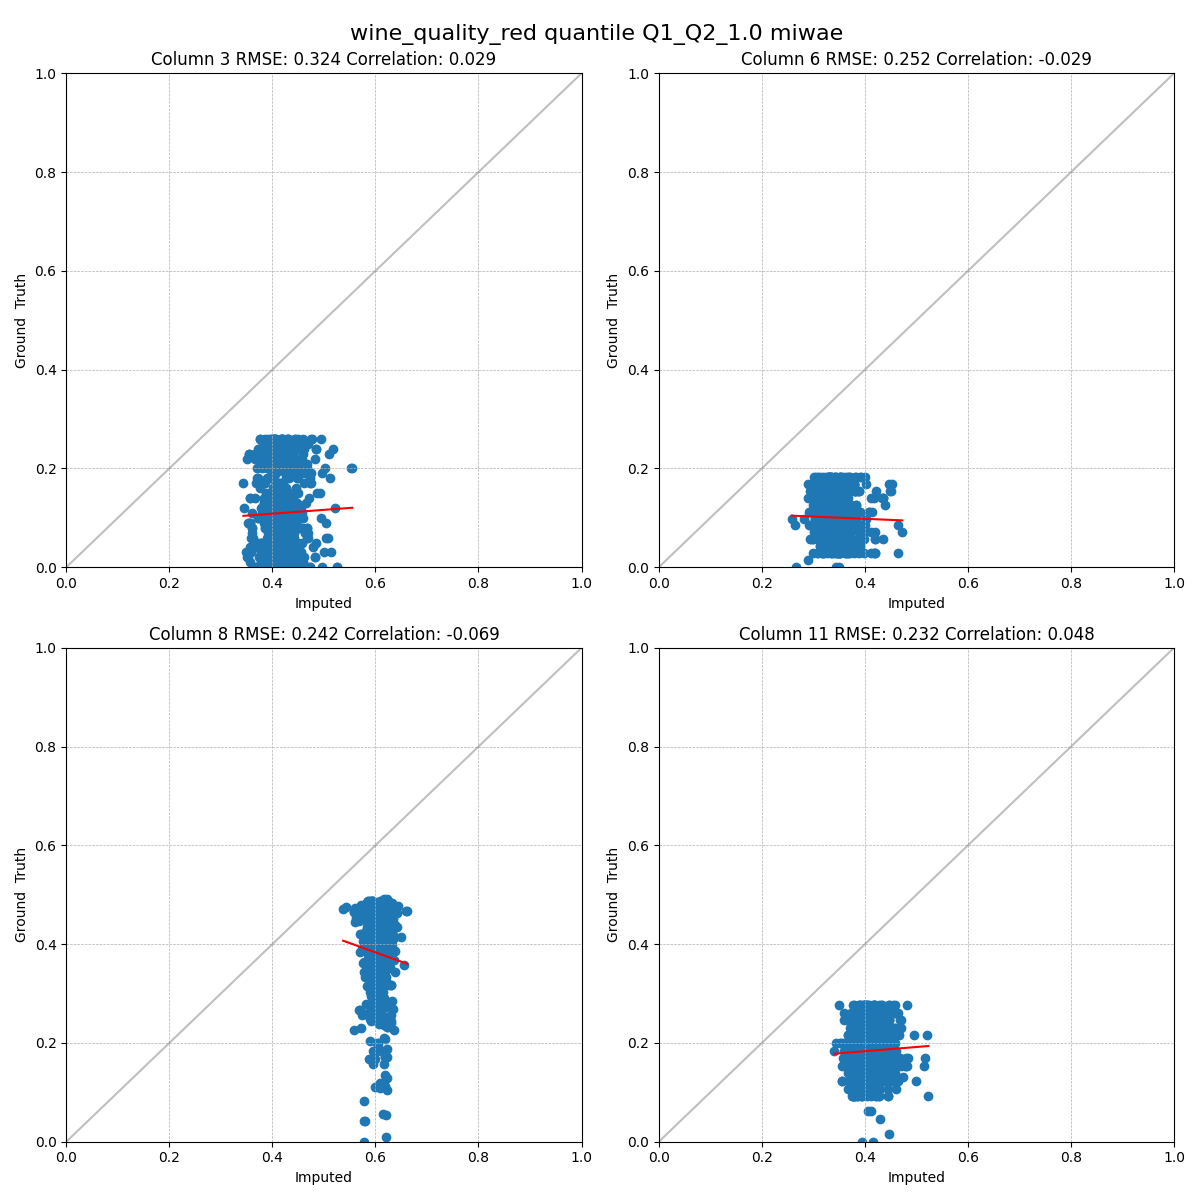 wine_quality_red quantile Q1_Q2_1.0 miwae
Column 3 RMSE: 0.324 Correlation: 0.029
1.0
0.8
0.6
0.4
0.2
0.0
Ground Truth
0.0 0.2 0.4 0.6 0.8 1.0
Imputed
Column 6 RMSE: 0.252 Correlation: -0.029
1.0
0.8
0.6
0.4
0.2
0.0
Ground Truth
0.0 0.2 0.4 0.6 0.8 1.0
Imputed
Column 8 RMSE: 0.242 Correlation: -0.069
1.0
0.8
0.6
0.4
0.2
0.0
Ground Truth
0.0 0.2 0.4 0.6 0.8 1.0
Imputed
Column 11 RMSE: 0.232 Correlation: 0.048
1.0
0.8
0.6
0.4
0.2
0.0
Ground Truth
0.0 0.2 0.4 0.6 0.8 1.0
Imputed